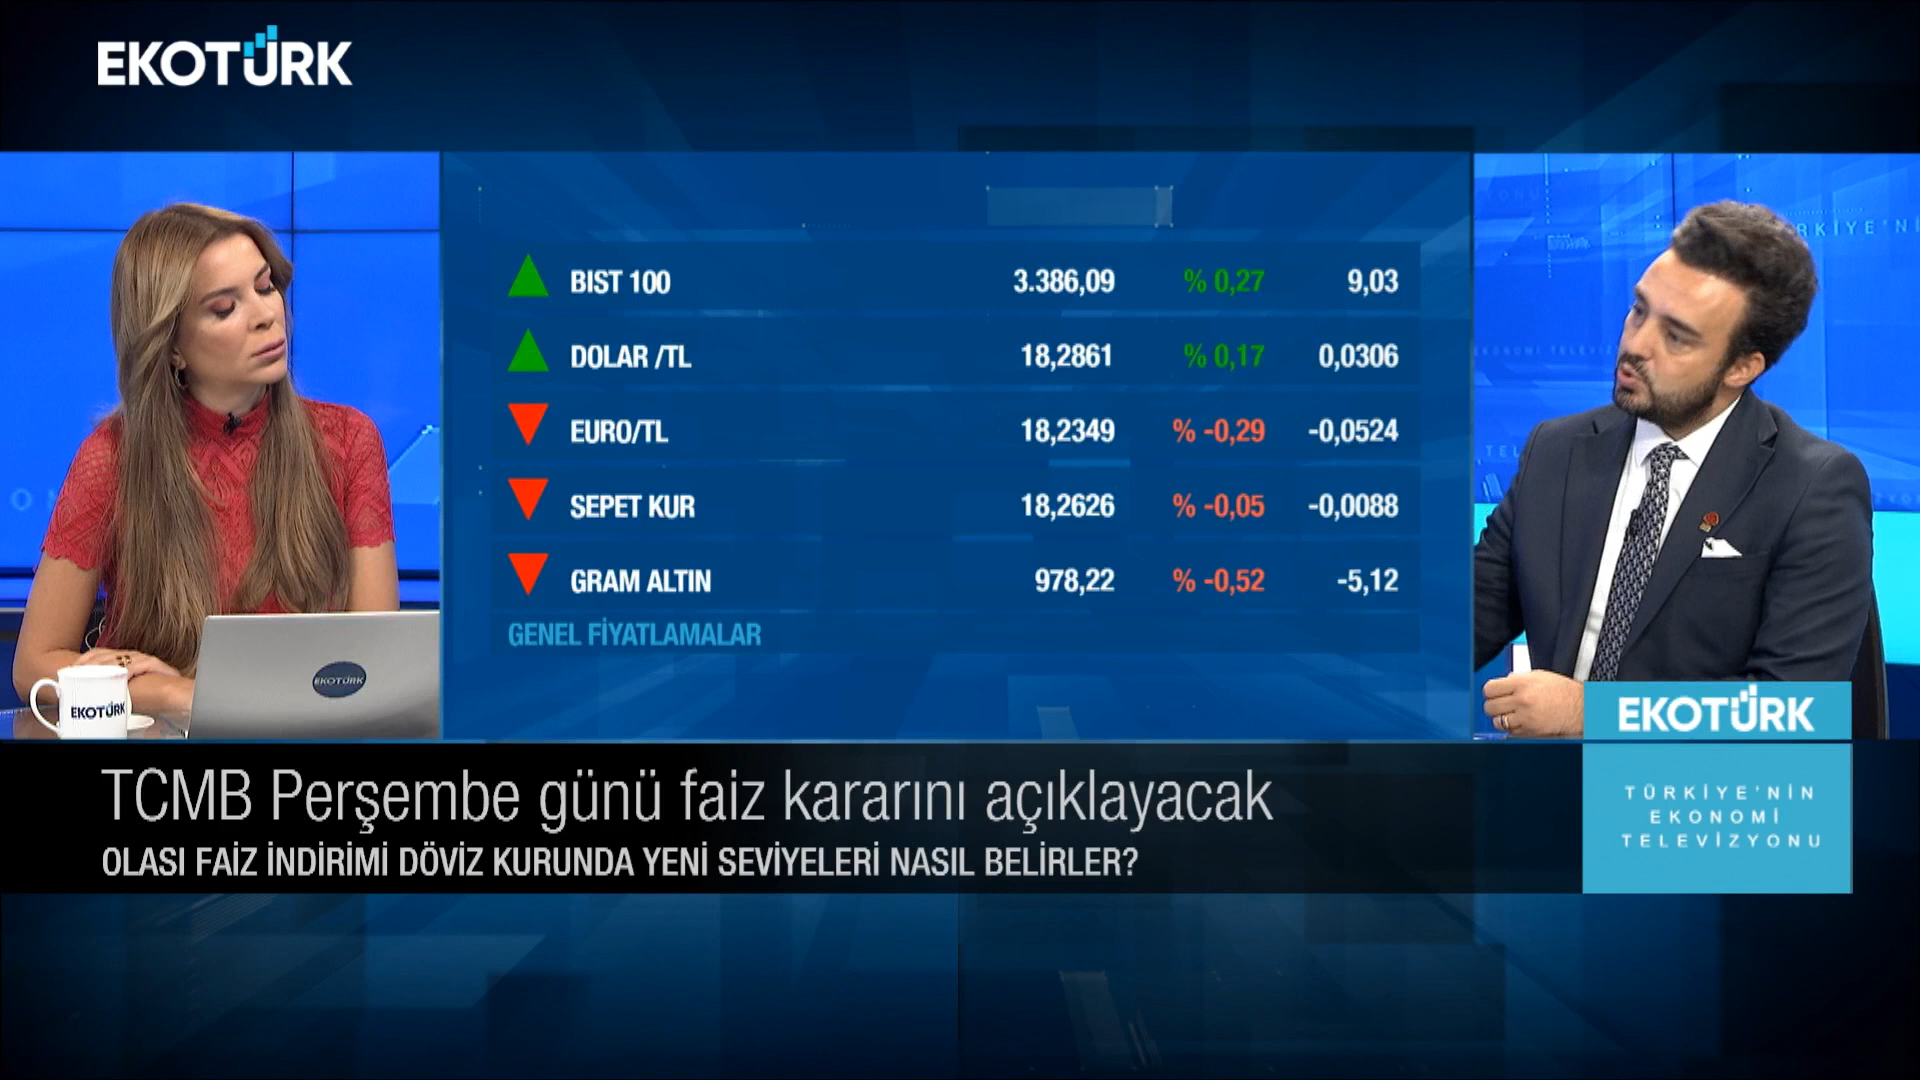 EKOTÜRK
BIST 100 3.386,09 % 0,27 9,03
DOLAR /TL 18,2861 % 0,17 0,0306
EURO/TL 18,2349 % -0,29 -0,0524
SEPET KUR 18,2626 % -0,05 -0,0088
GRAM ALTIN 978,22 % -0,52 -5,12
GENEL FİYATLAMALAR
EKOTÜRK
EKOTÜRK
EKOTÜRK
TCMB Perşembe günü faiz kararını açıklayacak
OLASI FAİZ İNDİRİMİ DÖVİZ KURUNDA YENİ SEVİYELERİ NASIL BELİRLER?
TÜRKİYE'NİN
EKONOMİ
TELEVİZYONU